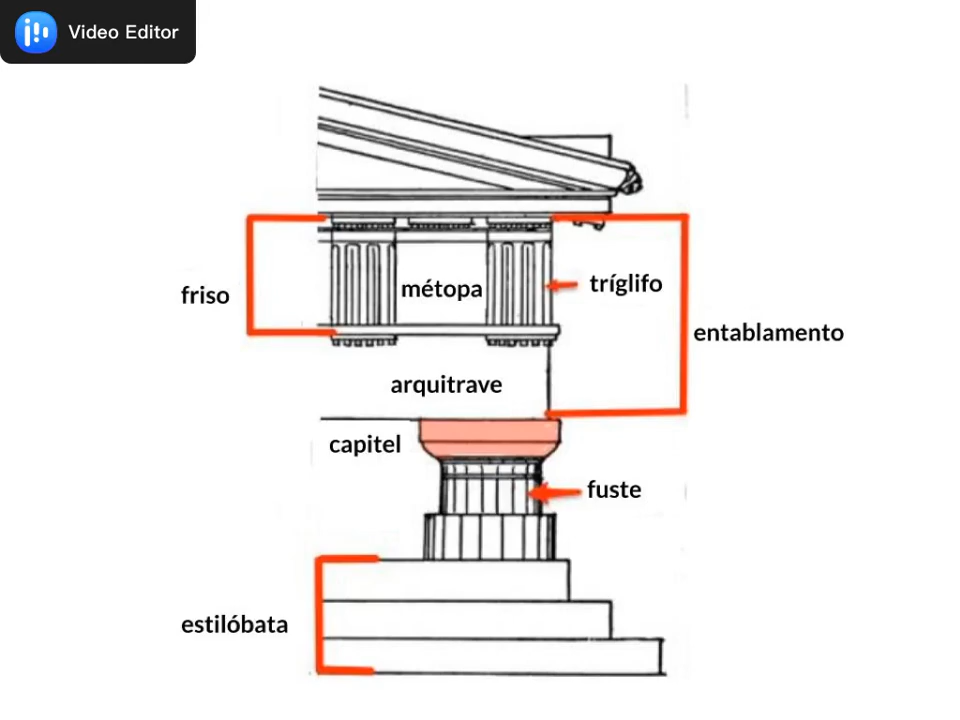 Video Editor
friso
métopa
tríglifo
entablamento
arquitrave
capitel
fuste
estilóbata